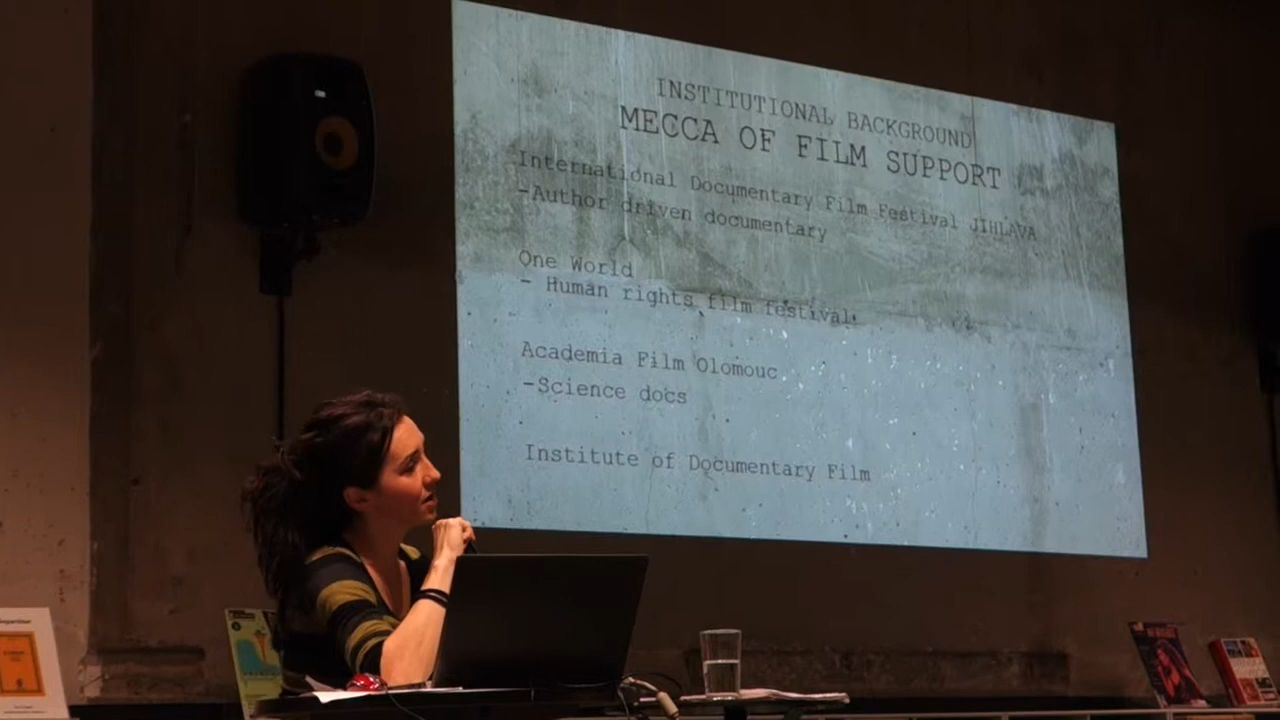 INSTITUTIONAL BACKGROUND
MECCA OF FILM SUPPORT
International Documentary Film Festival JIHLAVA
-Author driven documentary
One World
- Human rights film festival
Academia Film Olomouc
-Science docs
Institute of Documentary Film